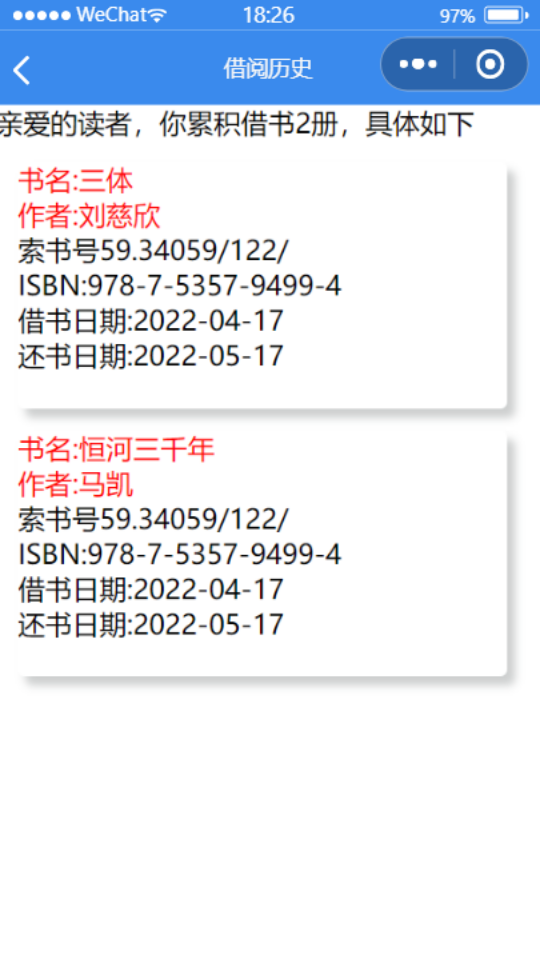 WeChat 18:26 97%
借阅历史
亲爱的读者，你累积借书2册，具体如下
书名:三体
作者:刘慈欣
索书号59.34059/122/
ISBN:978-7-5357-9499-4
借书日期:2022-04-17
还书日期:2022-05-17
书名:恒河三千年
作者:马凯
索书号59.34059/122/
ISBN:978-7-5357-9499-4
借书日期:2022-04-17
还书日期:2022-05-17